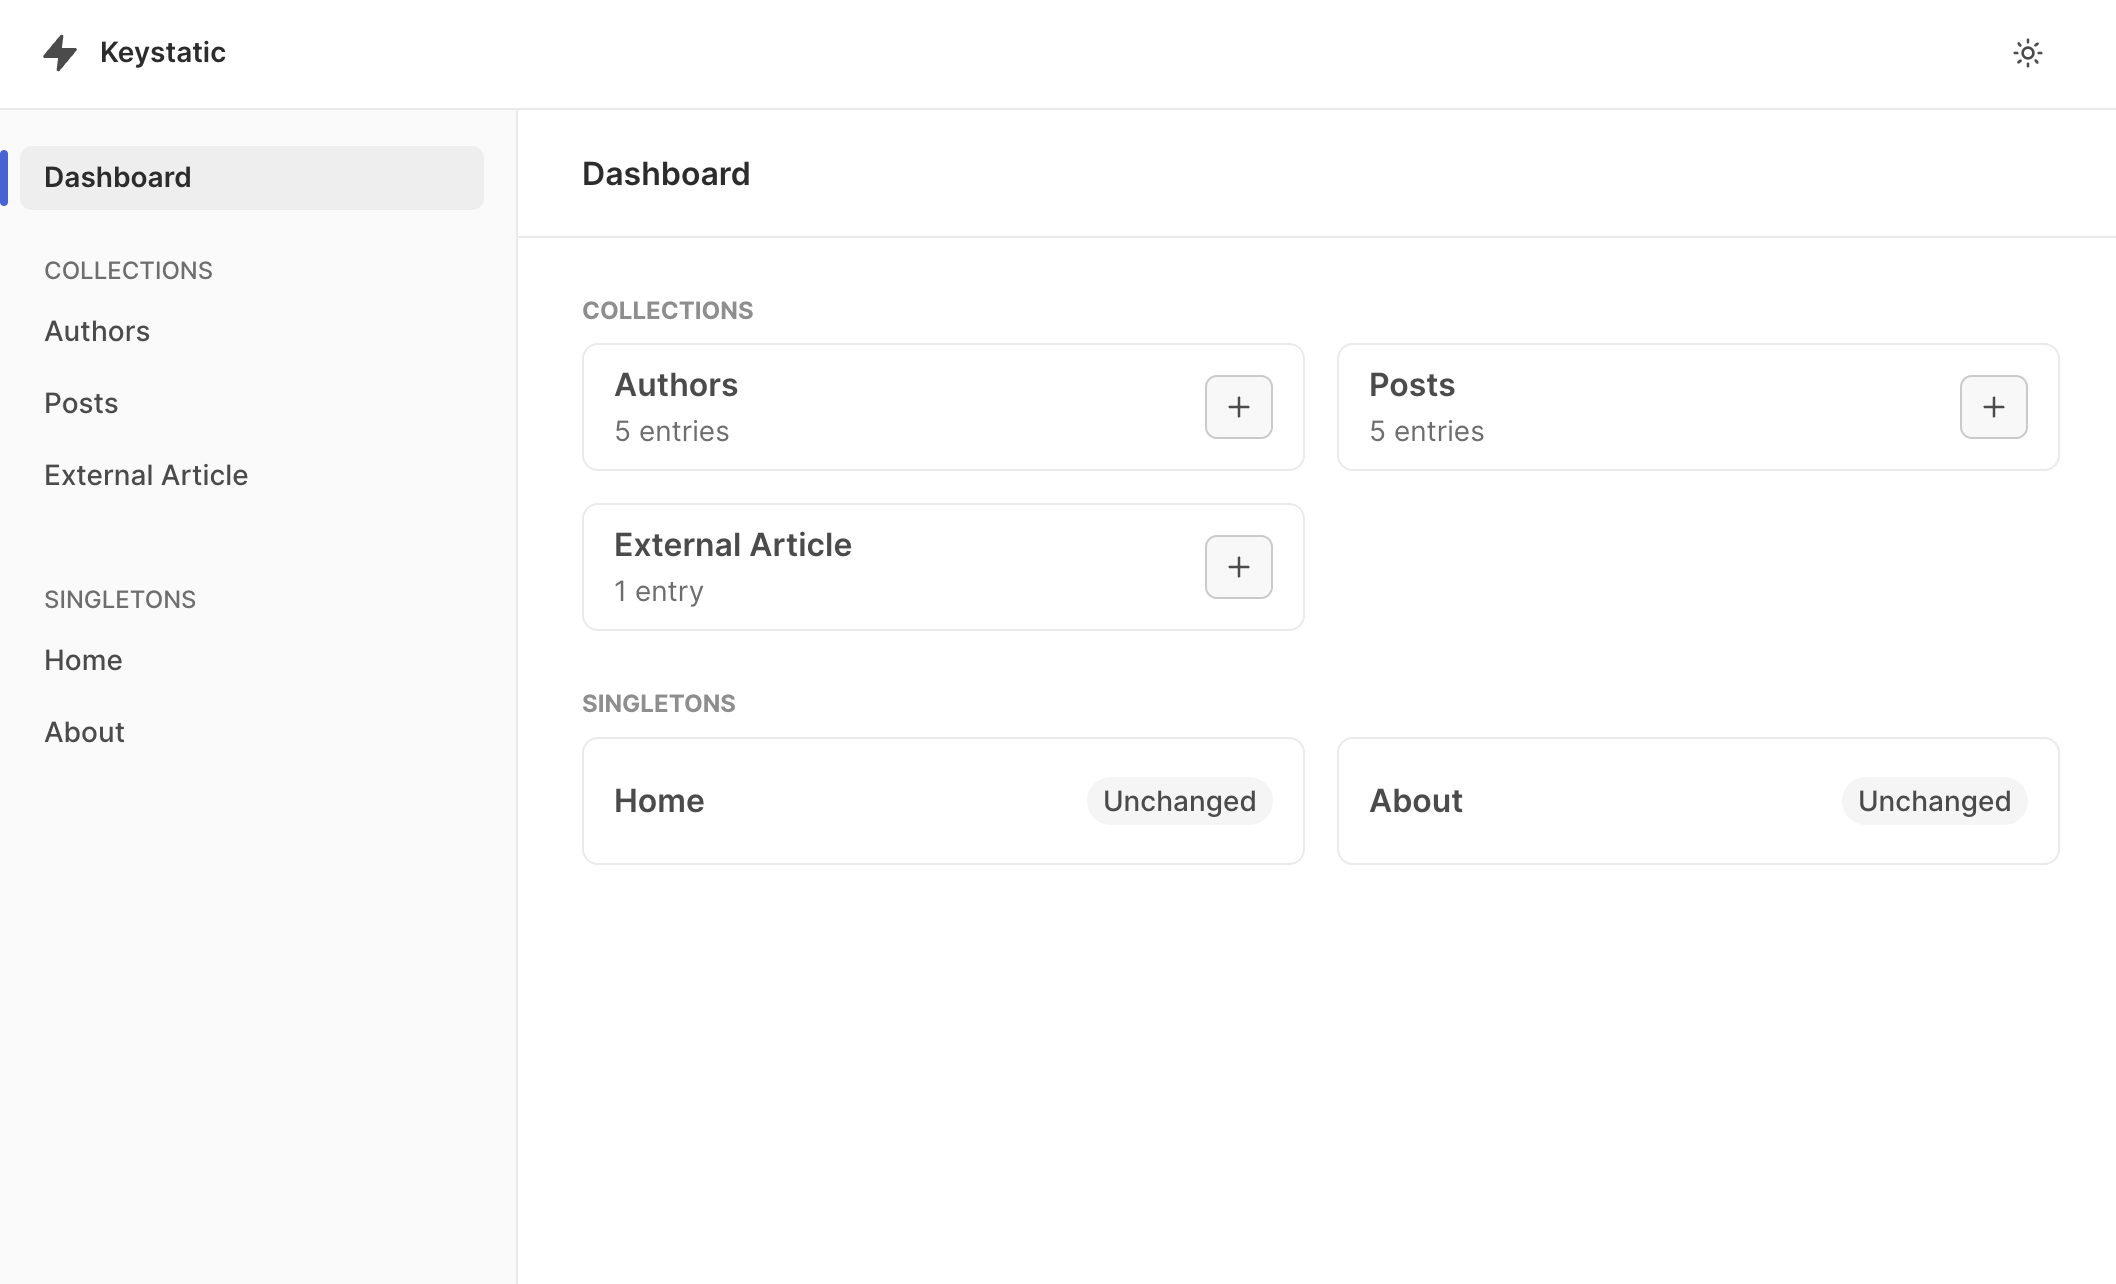 Keystatic
Dashboard
COLLECTIONS
Authors
Posts
External Article
SINGLETONS
Home
About
Dashboard
COLLECTIONS
Authors
5 entries
Posts
5 entries
External Article
1 entry
SINGLETONS
Home
Unchanged
About
Unchanged